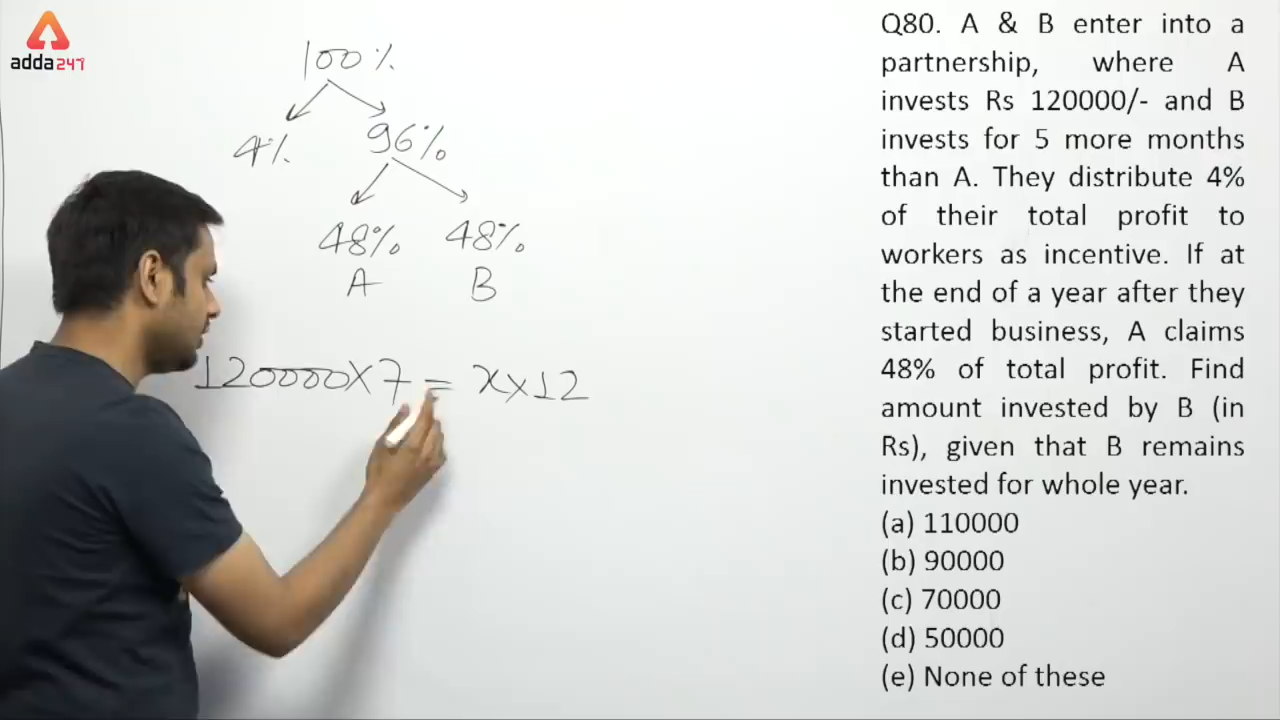 adda247
100%
4% 96%
48% 48%
A B
120000×7 = x×12
Q80. A & B enter into a
partnership, where A
invests Rs 120000/- and B
invests for 5 more months
than A. They distribute 4%
of their total profit to
workers as incentive. If at
the end of a year after they
started business, A claims
48% of total profit. Find
amount invested by B (in
Rs), given that B remains
invested for whole year.
(a) 110000
(b) 90000
(c) 70000
(d) 50000
(e) None of these